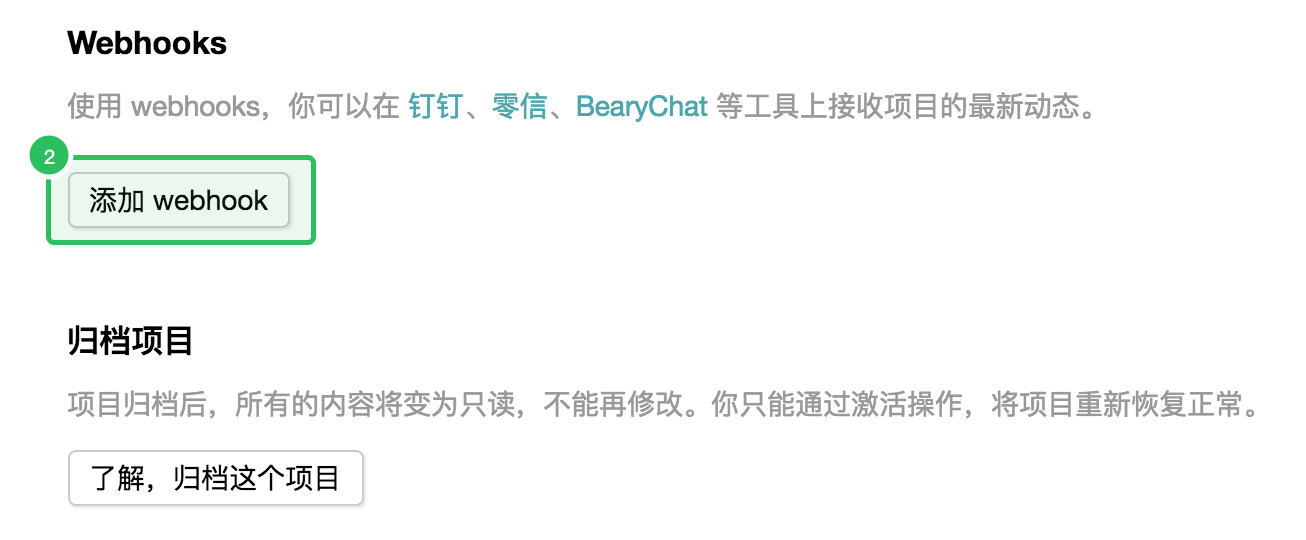 Webhooks
使用 webhooks，你可以在 钉钉、零信、BearyChat 等工具上接收项目的最新动态。
2
添加 webhook
归档项目
项目归档后，所有的内容将变为只读，不能再修改。你只能通过激活操作，将项目重新恢复正常。
了解，归档这个项目